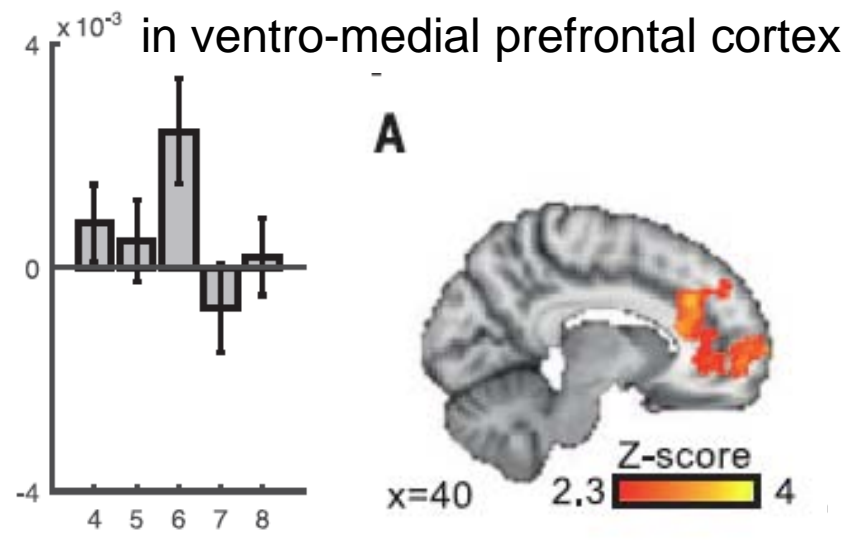 x10⁻³ in ventro-medial prefrontal cortex
4
0
-4
4 5 6 7 8
A
Z-score
x=40 2.3 4